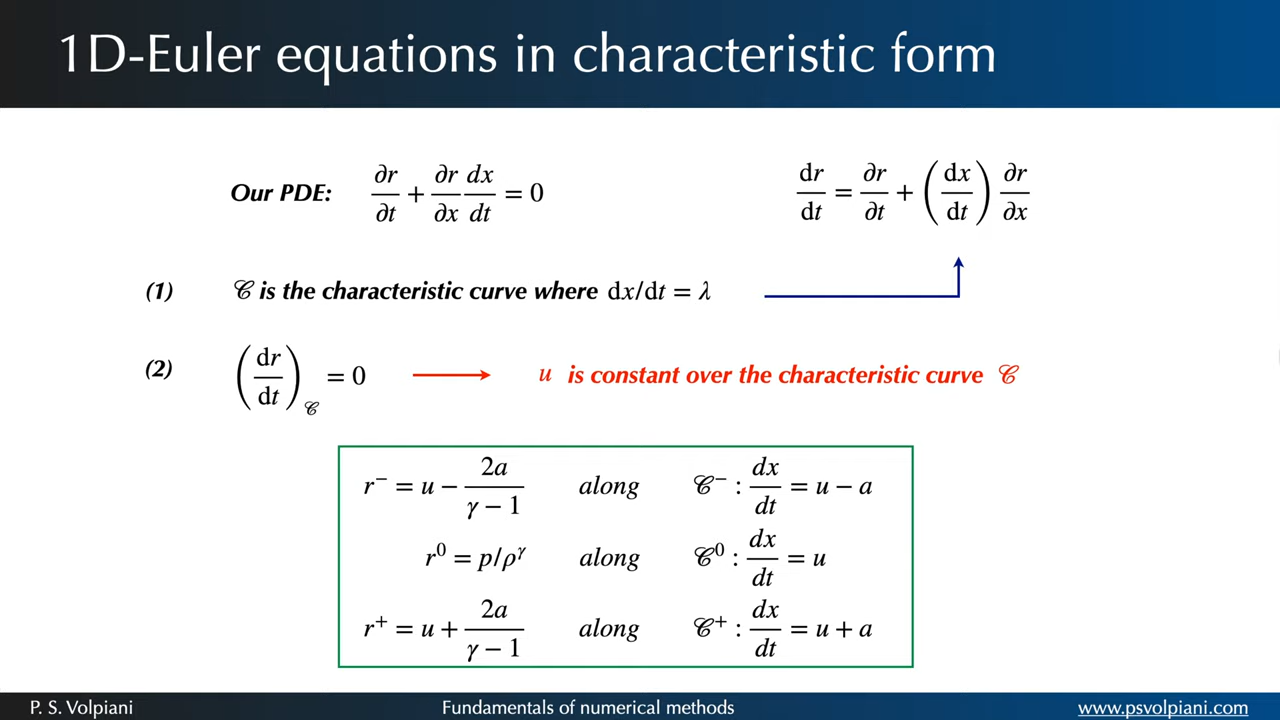 1D-Euler equations in characteristic form
Our PDE: ∂r/∂t + ∂r/∂x dx/dt = 0
dr/dt = ∂r/∂t + (dx/dt) ∂r/∂x
(1) 𝒞 is the characteristic curve where dx/dt = λ
(2) (dr/dt)_𝒞 = 0
u is constant over the characteristic curve 𝒞
r⁻ = u − 2a/(γ − 1) along 𝒞⁻ : dx/dt = u − a
r⁰ = p/ρ^γ along 𝒞⁰ : dx/dt = u
r⁺ = u + 2a/(γ − 1) along 𝒞⁺ : dx/dt = u + a
P. S. Volpiani
Fundamentals of numerical methods
www.psvolpiani.com